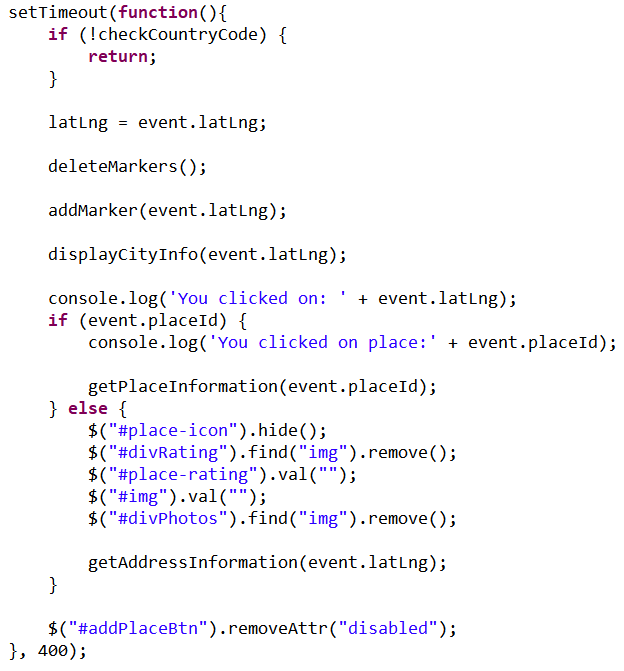 setTimeout(function(){
    if (!checkCountryCode) {
        return;
    }

    latLng = event.latLng;

    deleteMarkers();

    addMarker(event.latLng);

    displayCityInfo(event.latLng);

    console.log('You clicked on: ' + event.latLng);
    if (event.placeId) {
        console.log('You clicked on place:' + event.placeId);

        getPlaceInformation(event.placeId);
    } else {
        $("#place-icon").hide();
        $("#divRating").find("img").remove();
        $("#place-rating").val("");
        $("#img").val("");
        $("#divPhotos").find("img").remove();

        getAddressInformation(event.latLng);
    }

    $("#addPlaceBtn").removeAttr("disabled");
}, 400);